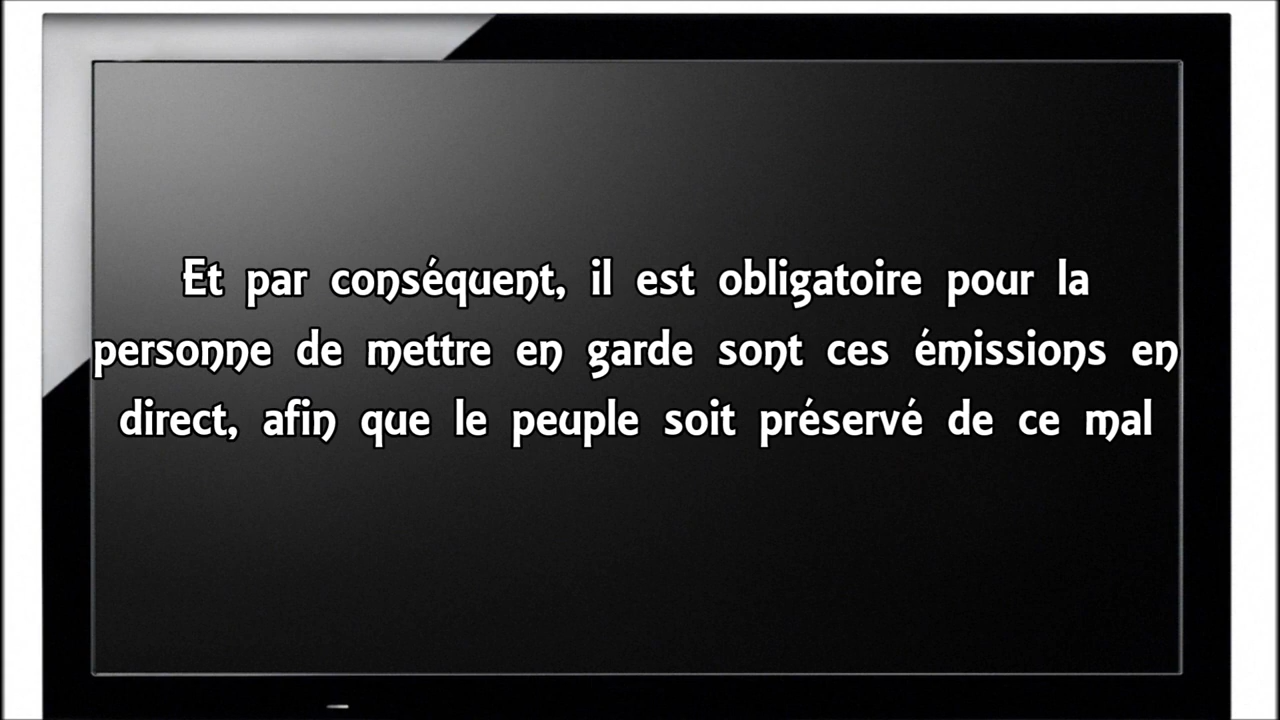 Et par conséquent, il est obligatoire pour la
personne de mettre en garde sont ces émissions en
direct, afin que le peuple soit préservé de ce mal